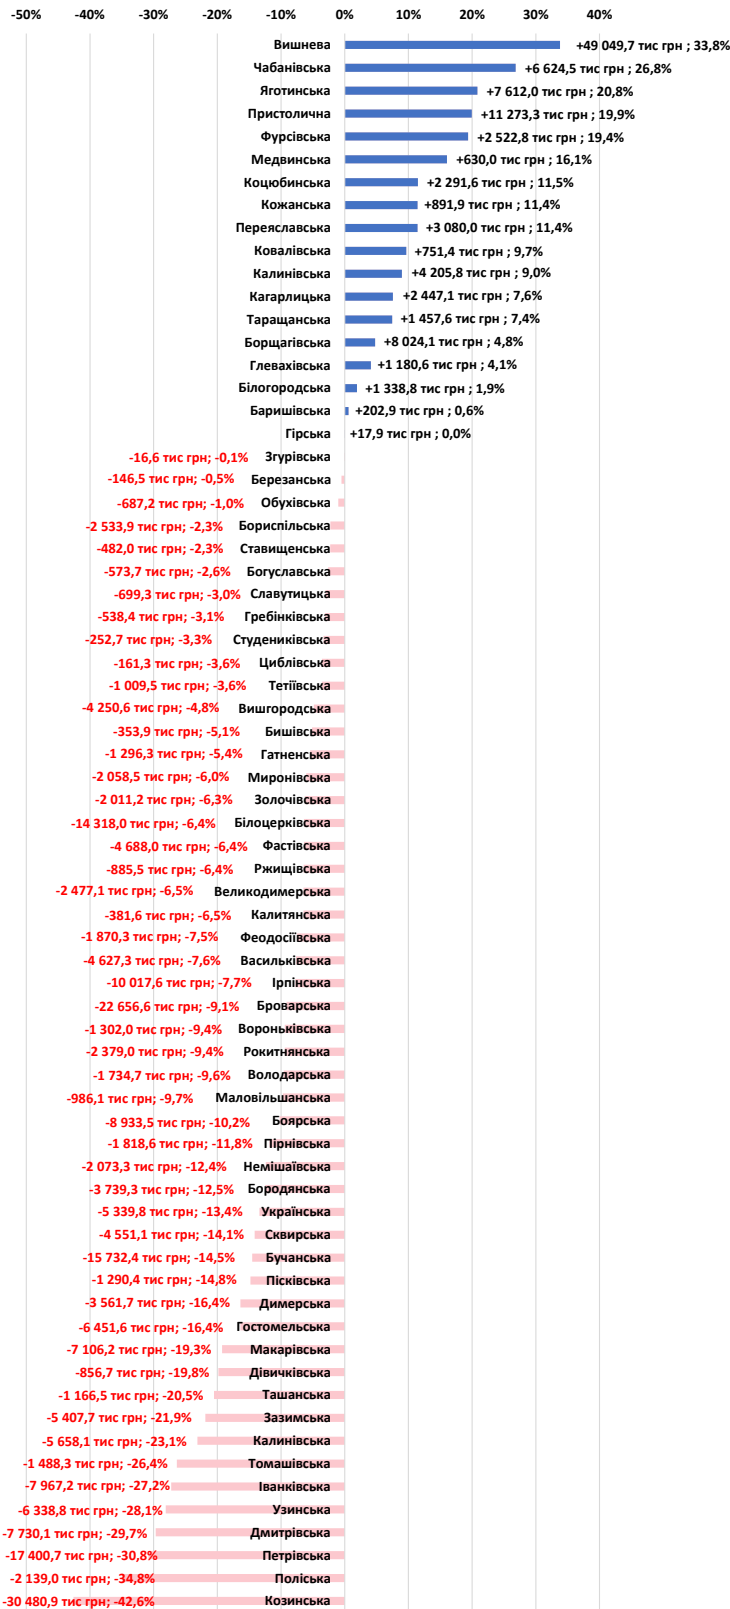 -50% -40% -30% -20% -10% 0% 10% 20% 30% 40%
Вишнева +49 049,7 тис грн ; 33,8%
Чабанівська +6 624,5 тис грн ; 26,8%
Яготинська +7 612,0 тис грн ; 20,8%
Пристолична +11 273,3 тис грн ; 19,9%
Фурсівська +2 522,8 тис грн ; 19,4%
Медвинська +630,0 тис грн ; 16,1%
Коцюбинська +2 291,6 тис грн ; 11,5%
Кожанська +891,9 тис грн ; 11,4%
Переяславська +3 080,0 тис грн ; 11,4%
Ковалівська +751,4 тис грн ; 9,7%
Калинівська +4 205,8 тис грн ; 9,0%
Кагарлицька +2 447,1 тис грн ; 7,6%
Таращанська +1 457,6 тис грн ; 7,4%
Борщагівська +8 024,1 тис грн ; 4,8%
Глевахівська +1 180,6 тис грн ; 4,1%
Білогородська +1 338,8 тис грн ; 1,9%
Баришівська +202,9 тис грн ; 0,6%
Гірська +17,9 тис грн ; 0,0%
-16,6 тис грн; -0,1% Згурівська
-146,5 тис грн; -0,5% Березанська
-687,2 тис грн; -1,0% Обухівська
-2 533,9 тис грн; -2,3% Бориспільська
-482,0 тис грн; -2,3% Ставищенська
-573,7 тис грн; -2,6% Богуславська
-699,3 тис грн; -3,0% Славутицька
-538,4 тис грн; -3,1% Гребінківська
-252,7 тис грн; -3,3% Студениківська
-161,3 тис грн; -3,6% Циблівська
-1 009,5 тис грн; -3,6% Тетіївська
-4 250,6 тис грн; -4,8% Вишгородська
-353,9 тис грн; -5,1% Бишівська
-1 296,3 тис грн; -5,4% Гатненська
-2 058,5 тис грн; -6,0% Миронівська
-2 011,2 тис грн; -6,3% Золочівська
-14 318,0 тис грн; -6,4% Білоцерківська
-4 688,0 тис грн; -6,4% Фастівська
-885,5 тис грн; -6,4% Ржищівська
-2 477,1 тис грн; -6,5% Великодимерська
-381,6 тис грн; -6,5% Калитянська
-1 870,3 тис грн; -7,5% Феодосіївська
-4 627,3 тис грн; -7,6% Васильківська
-10 017,6 тис грн; -7,7% Ірпінська
-22 656,6 тис грн; -9,1% Броварська
-1 302,0 тис грн; -9,4% Вороньківська
-2 379,0 тис грн; -9,4% Рокитнянська
-1 734,7 тис грн; -9,6% Володарська
-986,1 тис грн; -9,7% Маловільшанська
-8 933,5 тис грн; -10,2% Боярська
-1 818,6 тис грн; -11,8% Пірнівська
-2 073,3 тис грн; -12,4% Немішаївська
-3 739,3 тис грн; -12,5% Бородянська
-5 339,8 тис грн; -13,4% Українська
-4 551,1 тис грн; -14,1% Сквирська
-15 732,4 тис грн; -14,5% Бучанська
-1 290,4 тис грн; -14,8% Пісківська
-3 561,7 тис грн; -16,4% Димерська
-6 451,6 тис грн; -16,4% Гостомельська
-7 106,2 тис грн; -19,3% Макарівська
-856,7 тис грн; -19,8% Дівичківська
-1 166,5 тис грн; -20,5% Ташанська
-5 407,7 тис грн; -21,9% Зазимська
-5 658,1 тис грн; -23,1% Калинівська
-1 488,3 тис грн; -26,4% Томашівська
-7 967,2 тис грн; -27,2% Іванківська
-6 338,8 тис грн; -28,1% Узинська
-7 730,1 тис грн; -29,7% Дмитрівська
-17 400,7 тис грн; -30,8% Петрівська
-2 139,0 тис грн; -34,8% Поліська
-30 480,9 тис грн; -42,6% Козинська